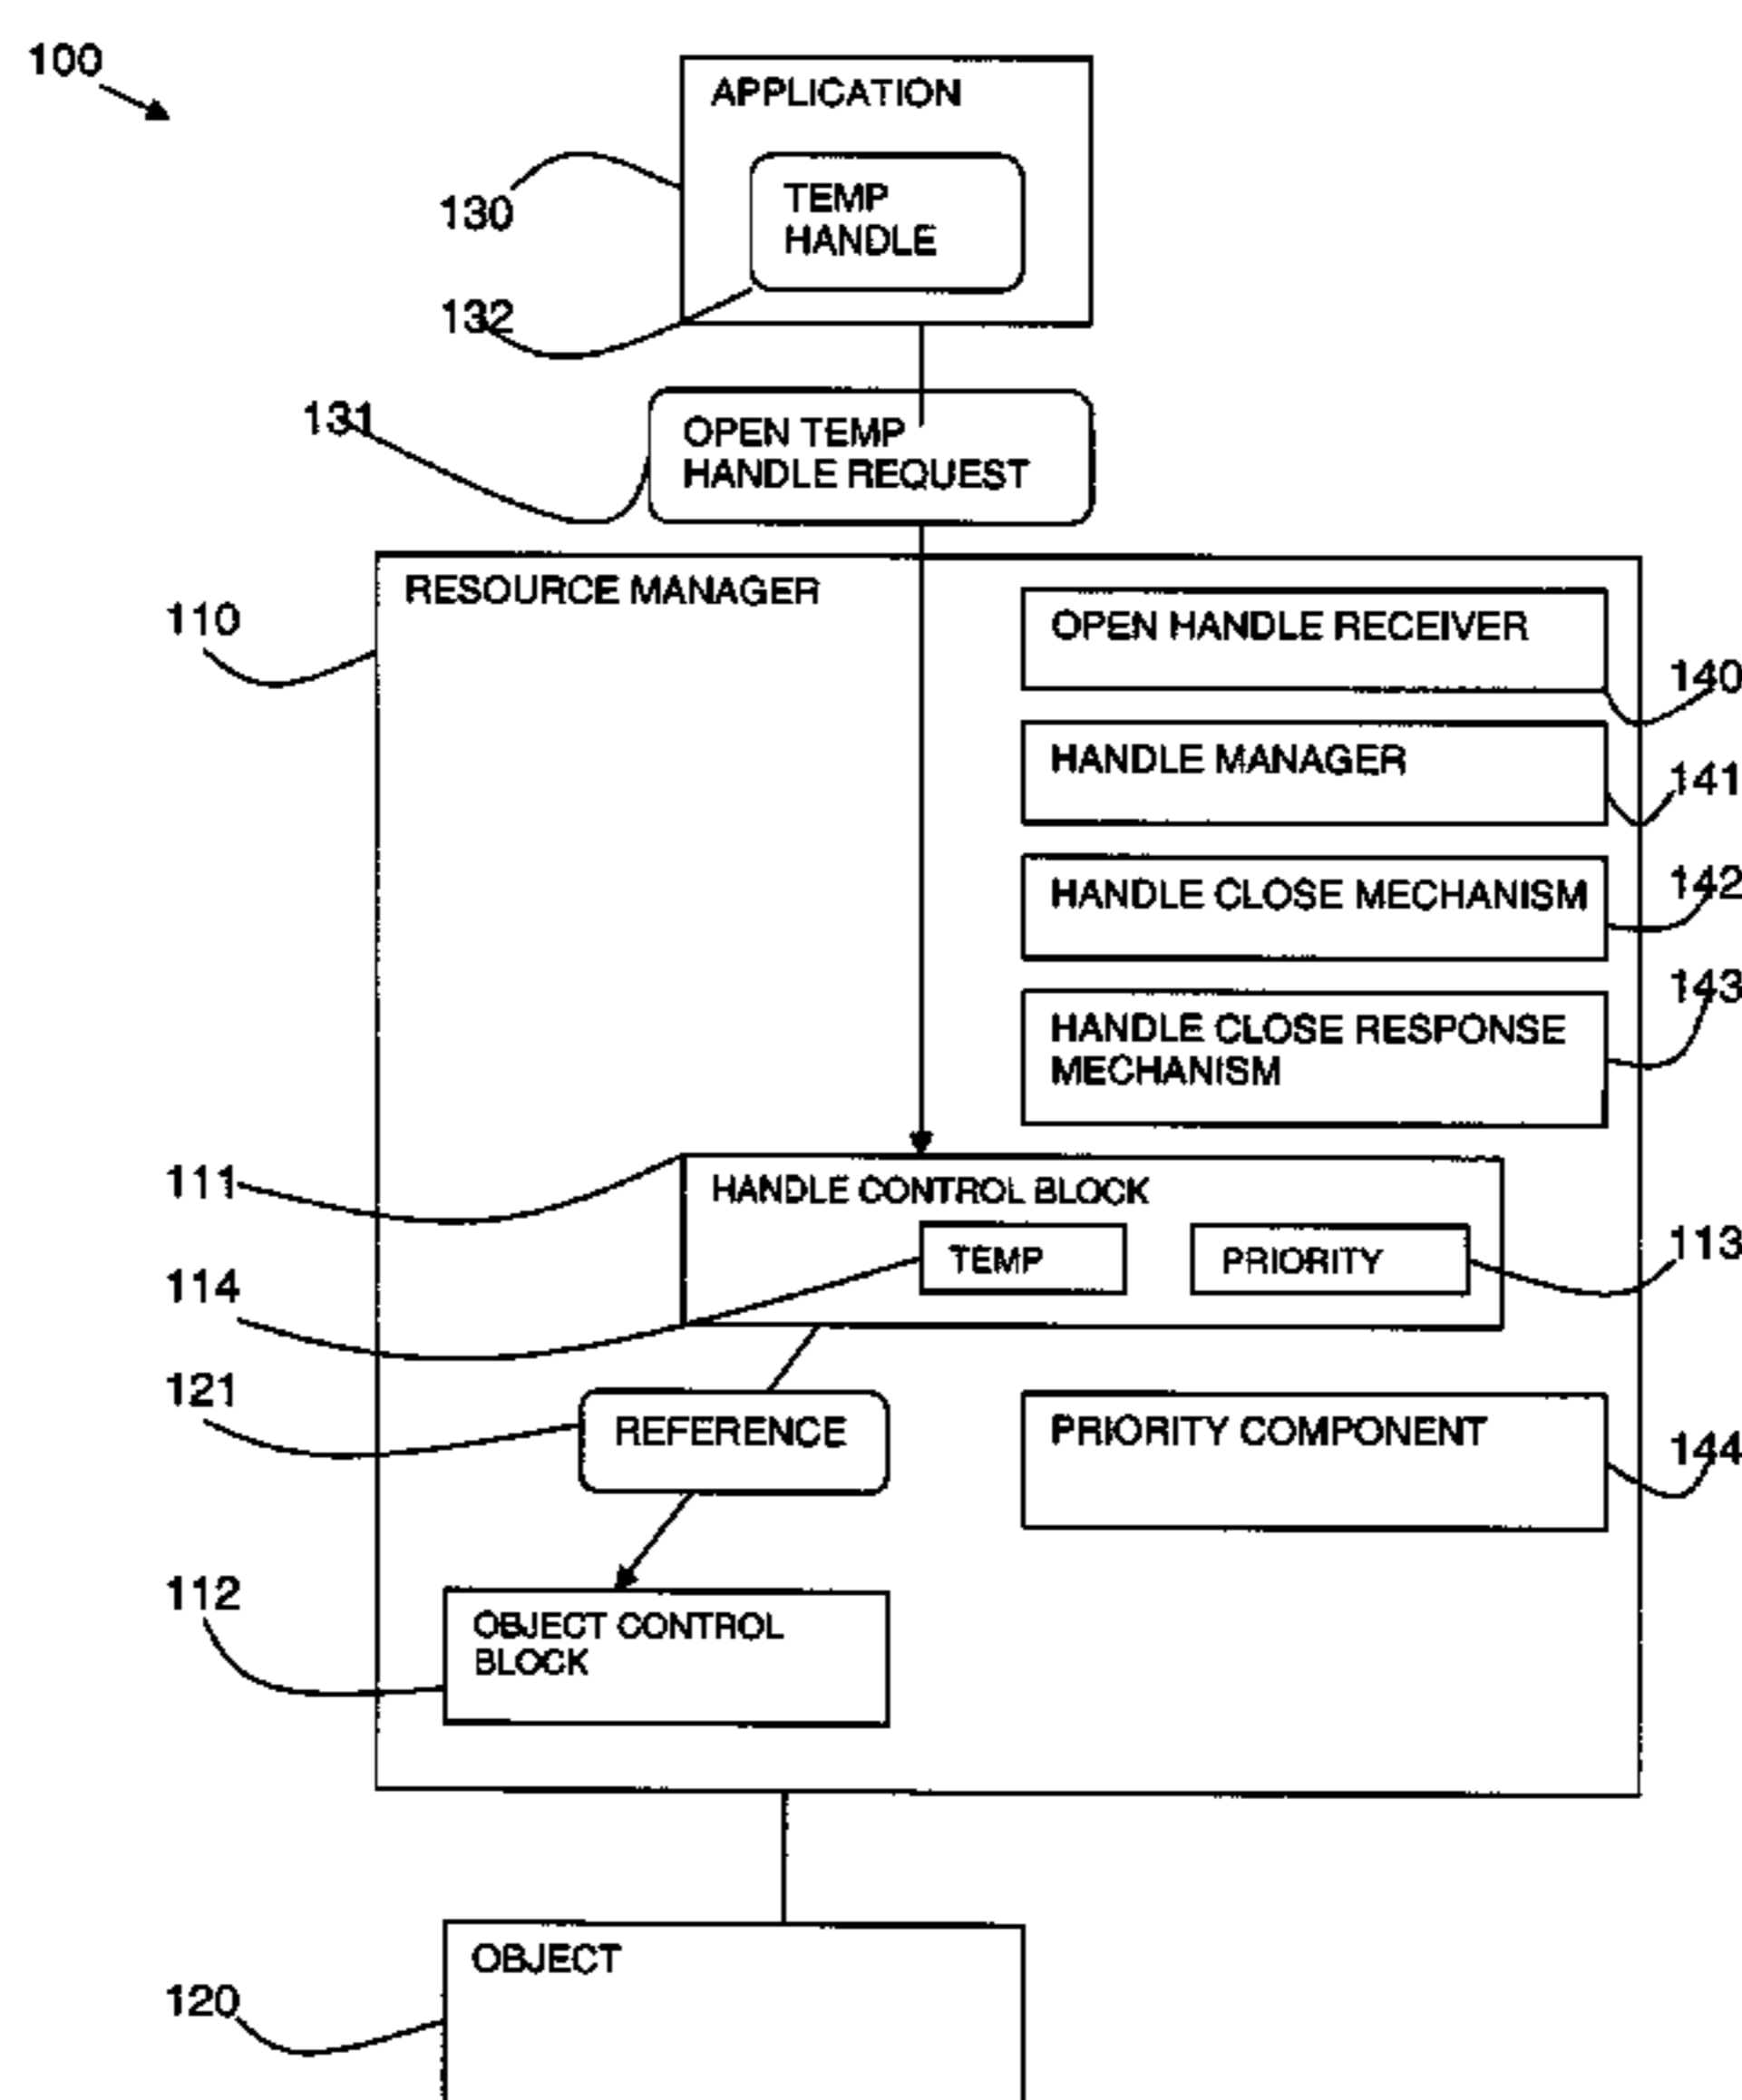 100
APPLICATION
130
TEMP
HANDLE
132
131
OPEN TEMP
HANDLE REQUEST
110
RESOURCE MANAGER
OPEN HANDLE RECEIVER
140
HANDLE MANAGER
141
HANDLE CLOSE MECHANISM
142
HANDLE CLOSE RESPONSE
MECHANISM
143
111
HANDLE CONTROL BLOCK
TEMP
PRIORITY
113
114
121
REFERENCE
PRIORITY COMPONENT
144
112
OBJECT CONTROL
BLOCK
OBJECT
120